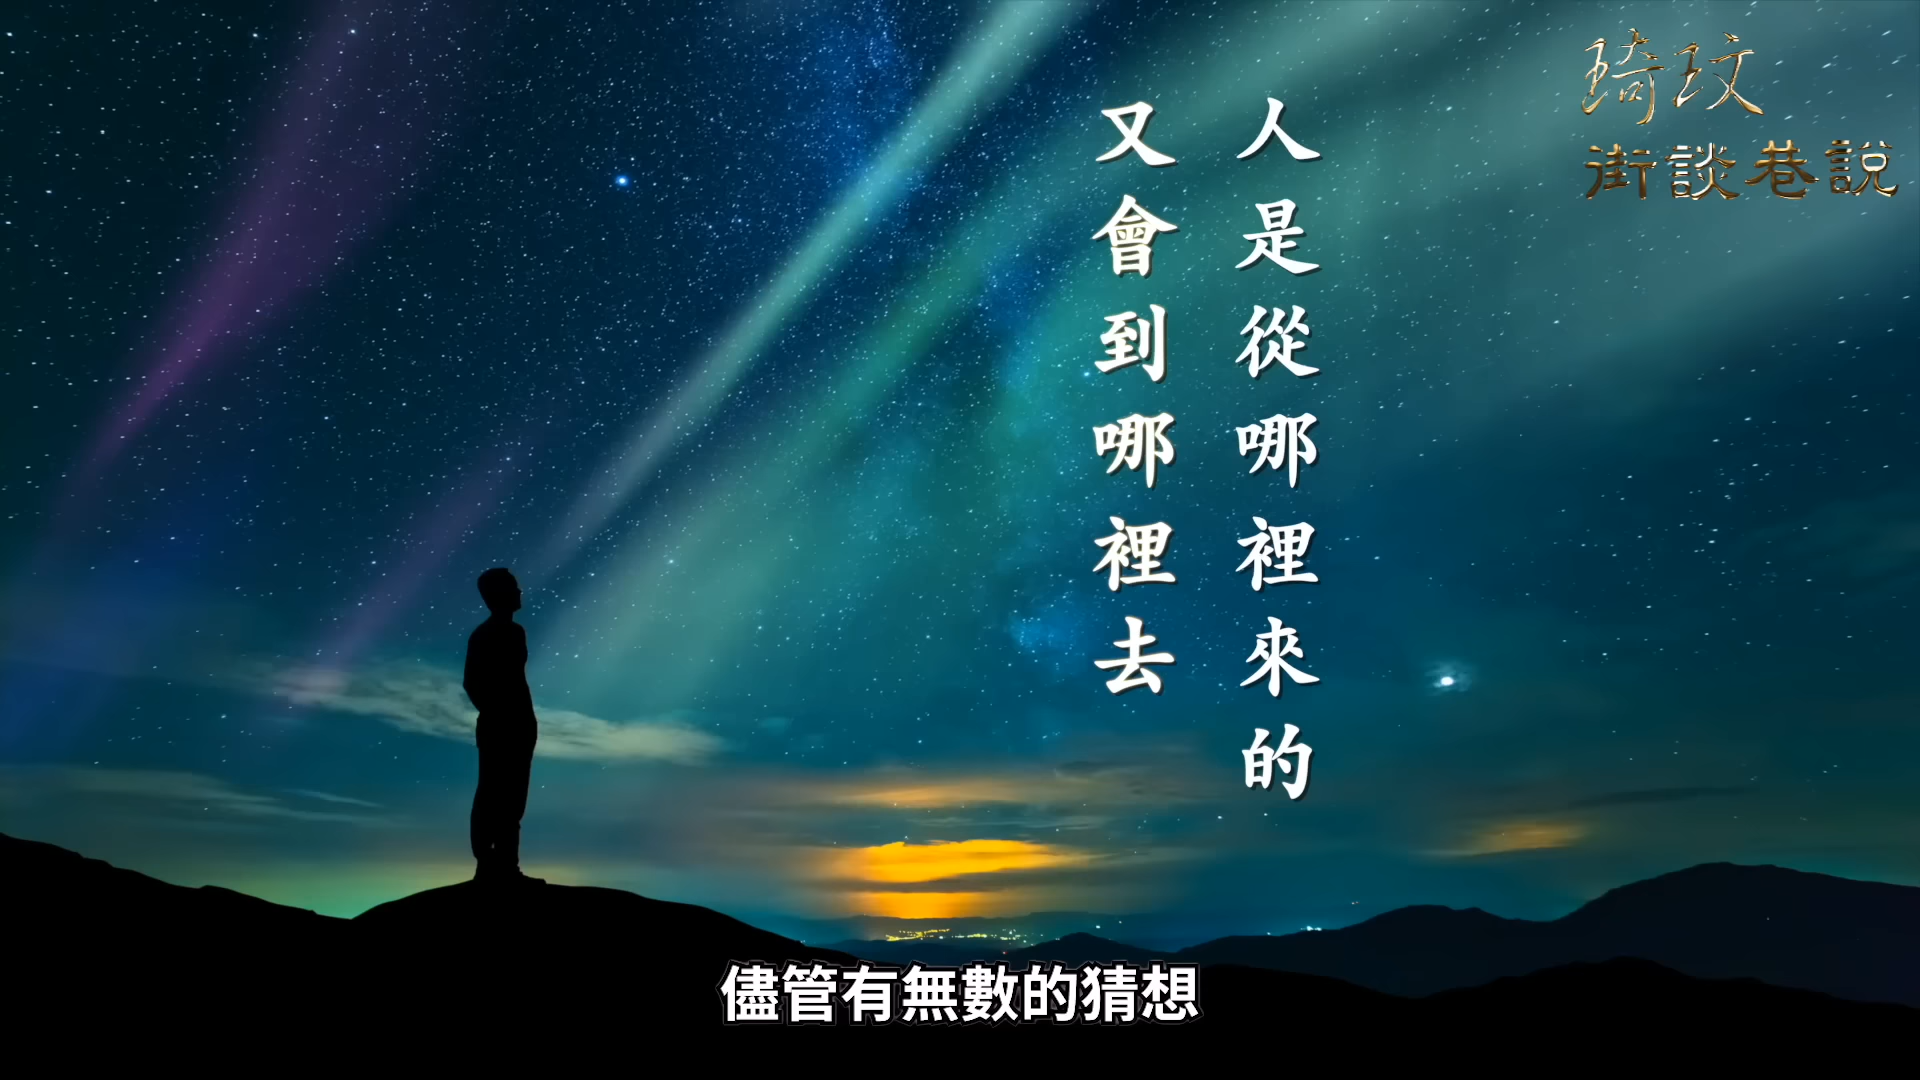 琦玟
街談巷說
人是從哪裡來的
又會到哪裡去
儘管有無數的猜想